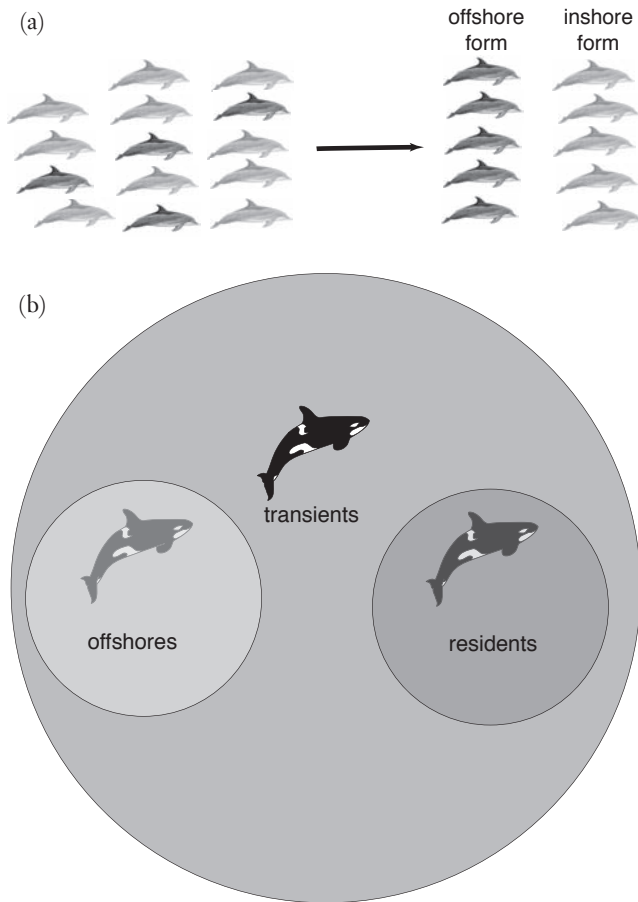 (a)
offshore
form
inshore
form
(b)
transients
offshores
residents